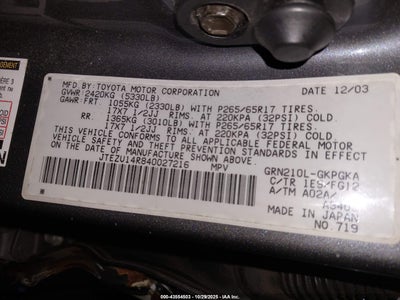 MFD.BY:TOYOTA MOTOR CORPORATION DATE 12/03
GVWR 2420KG (5330LB)
GAWR:FRT. 1055KG (2330LB) WITH P265/65R17 TIRES.
17X7 1/2JJ RIMS. AT 220KPA (32PSI) COLD.
RR. 1365KG (3010LB) WITH P265/65R17 TIRES.
17X7 1/2JJ RIMS. AT 220KPA (32PSI) COLD.
THIS VEHICLE CONFORMS TO ALL APPLICABLE FEDERAL MOTOR
VEHICLE SAFETY AND THEFT PREVENTION STANDARDS IN
EFFECT ON THE DATE OF MANUFACTURE SHOWN ABOVE.
JTEZU14R840027216 MPV
GRN210L-GKPGKA
C/TR 1E9/FG12
A/TM A02A/
MADE IN JAPAN
NO.719
000-43554503 - 10/29/2025 - www.iaai.com